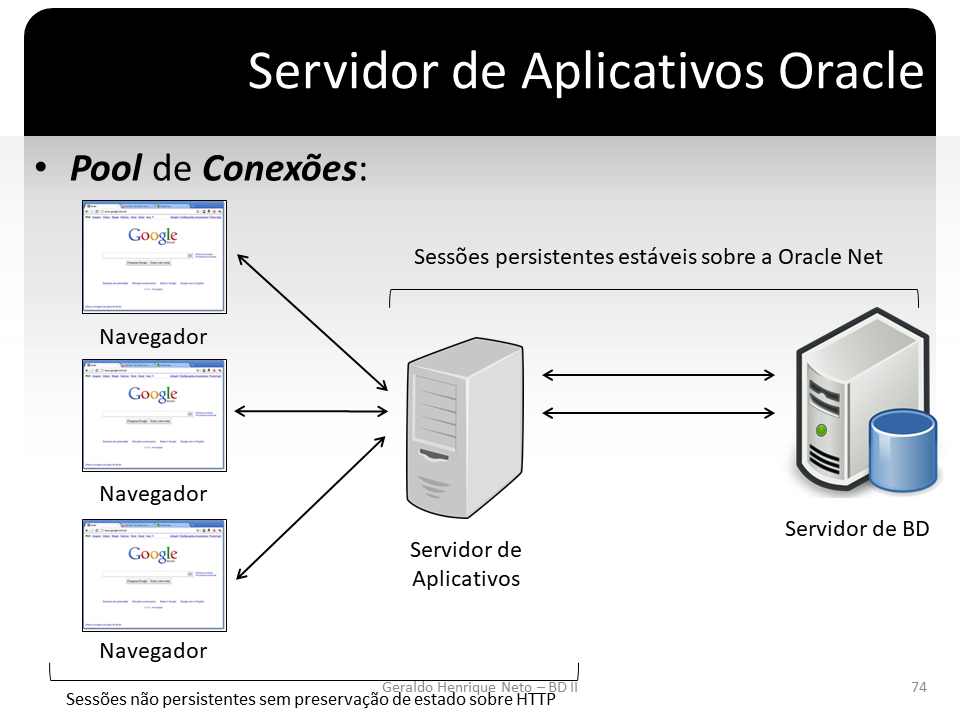 Servidor de Aplicativos Oracle
• Pool de Conexões:
Google
Navegador
Google
Navegador
Google
Navegador
Sessões persistentes estáveis sobre a Oracle Net
Servidor de
Aplicativos
Servidor de BD
Sessões não persistentes sem preservação de estado sobre HTTP
Geraldo Henrique Neto – BD II
74